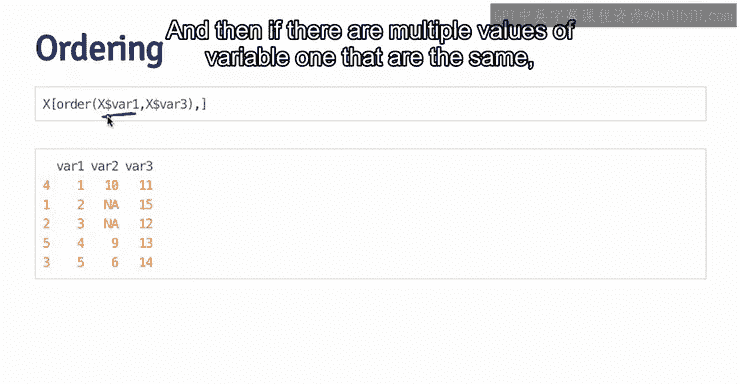 And then if there are multiple values of
variable one that are the same,
Ordering
X[order(X$var1,X$var3),]
var1 var2 var3
4 1 10 11
1 2 NA 15
2 3 NA 12
5 4 9 13
3 5 6 14